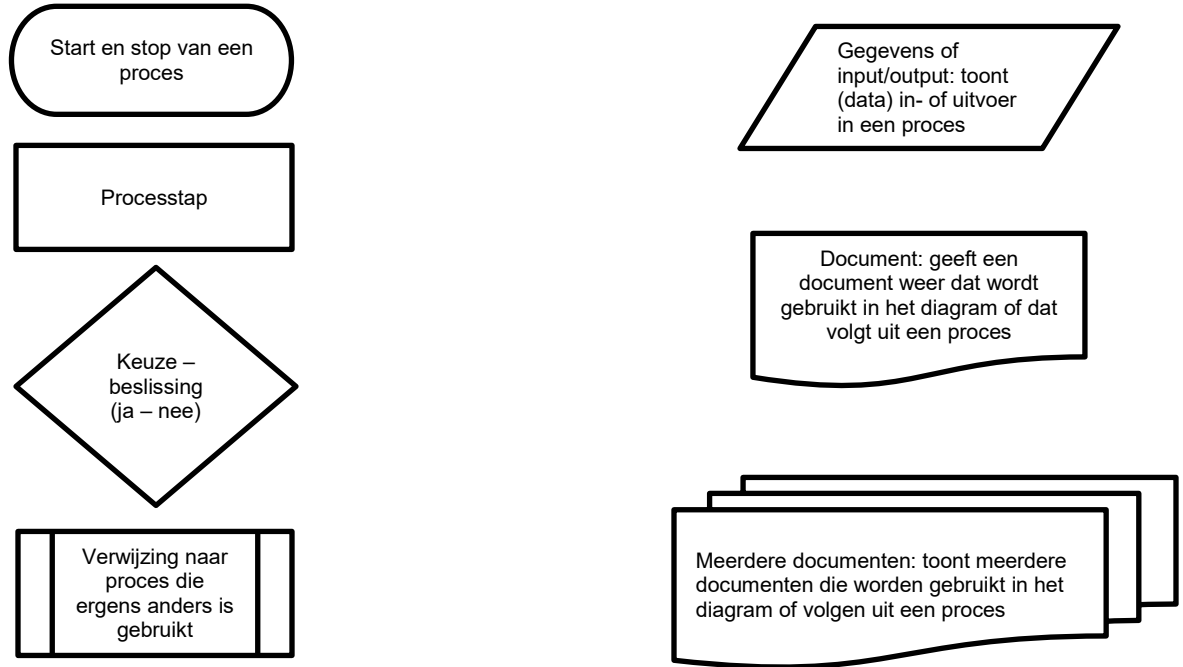 Start en stop van een
proces
Processtap
Keuze –
beslissing
(ja – nee)
Verwijzing naar
proces die
ergens anders is
gebruikt
Gegevens of
input/output: toont
(data) in- of uitvoer
in een proces
Document: geeft een
document weer dat wordt
gebruikt in het diagram of dat
volgt uit een proces
Meerdere documenten: toont meerdere
documenten die worden gebruikt in het
diagram of volgen uit een proces